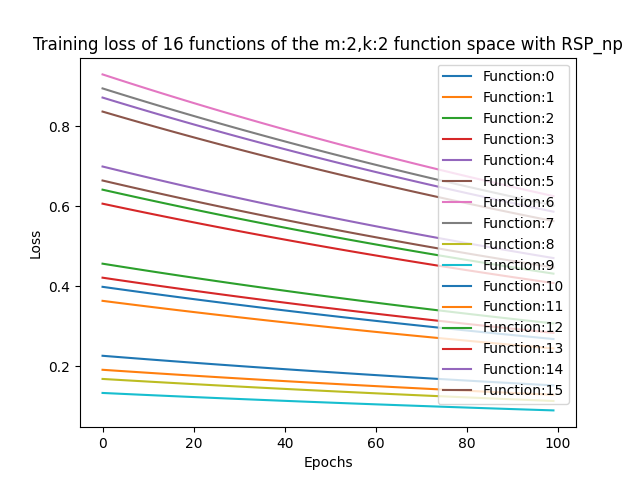 Training loss of 16 functions of the m:2,k:2 function space with RSP_np
Loss
0.8
0.6
0.4
0.2
0
20
40
60
80
100
Epochs
Function:0
Function:1
Function:2
Function:3
Function:4
Function:5
Function:6
Function:7
Function:8
Function:9
Function:10
Function:11
Function:12
Function:13
Function:14
Function:15